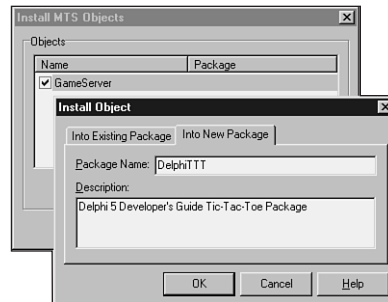 Install MTS Objects
Objects
Name Package
GameServer
Install Object
Into Existing Package Into New Package
Package Name: DelphiTTT
Description:
Delphi 5 Developer's Guide Tic-Tac-Toe Package
OK Cancel Help